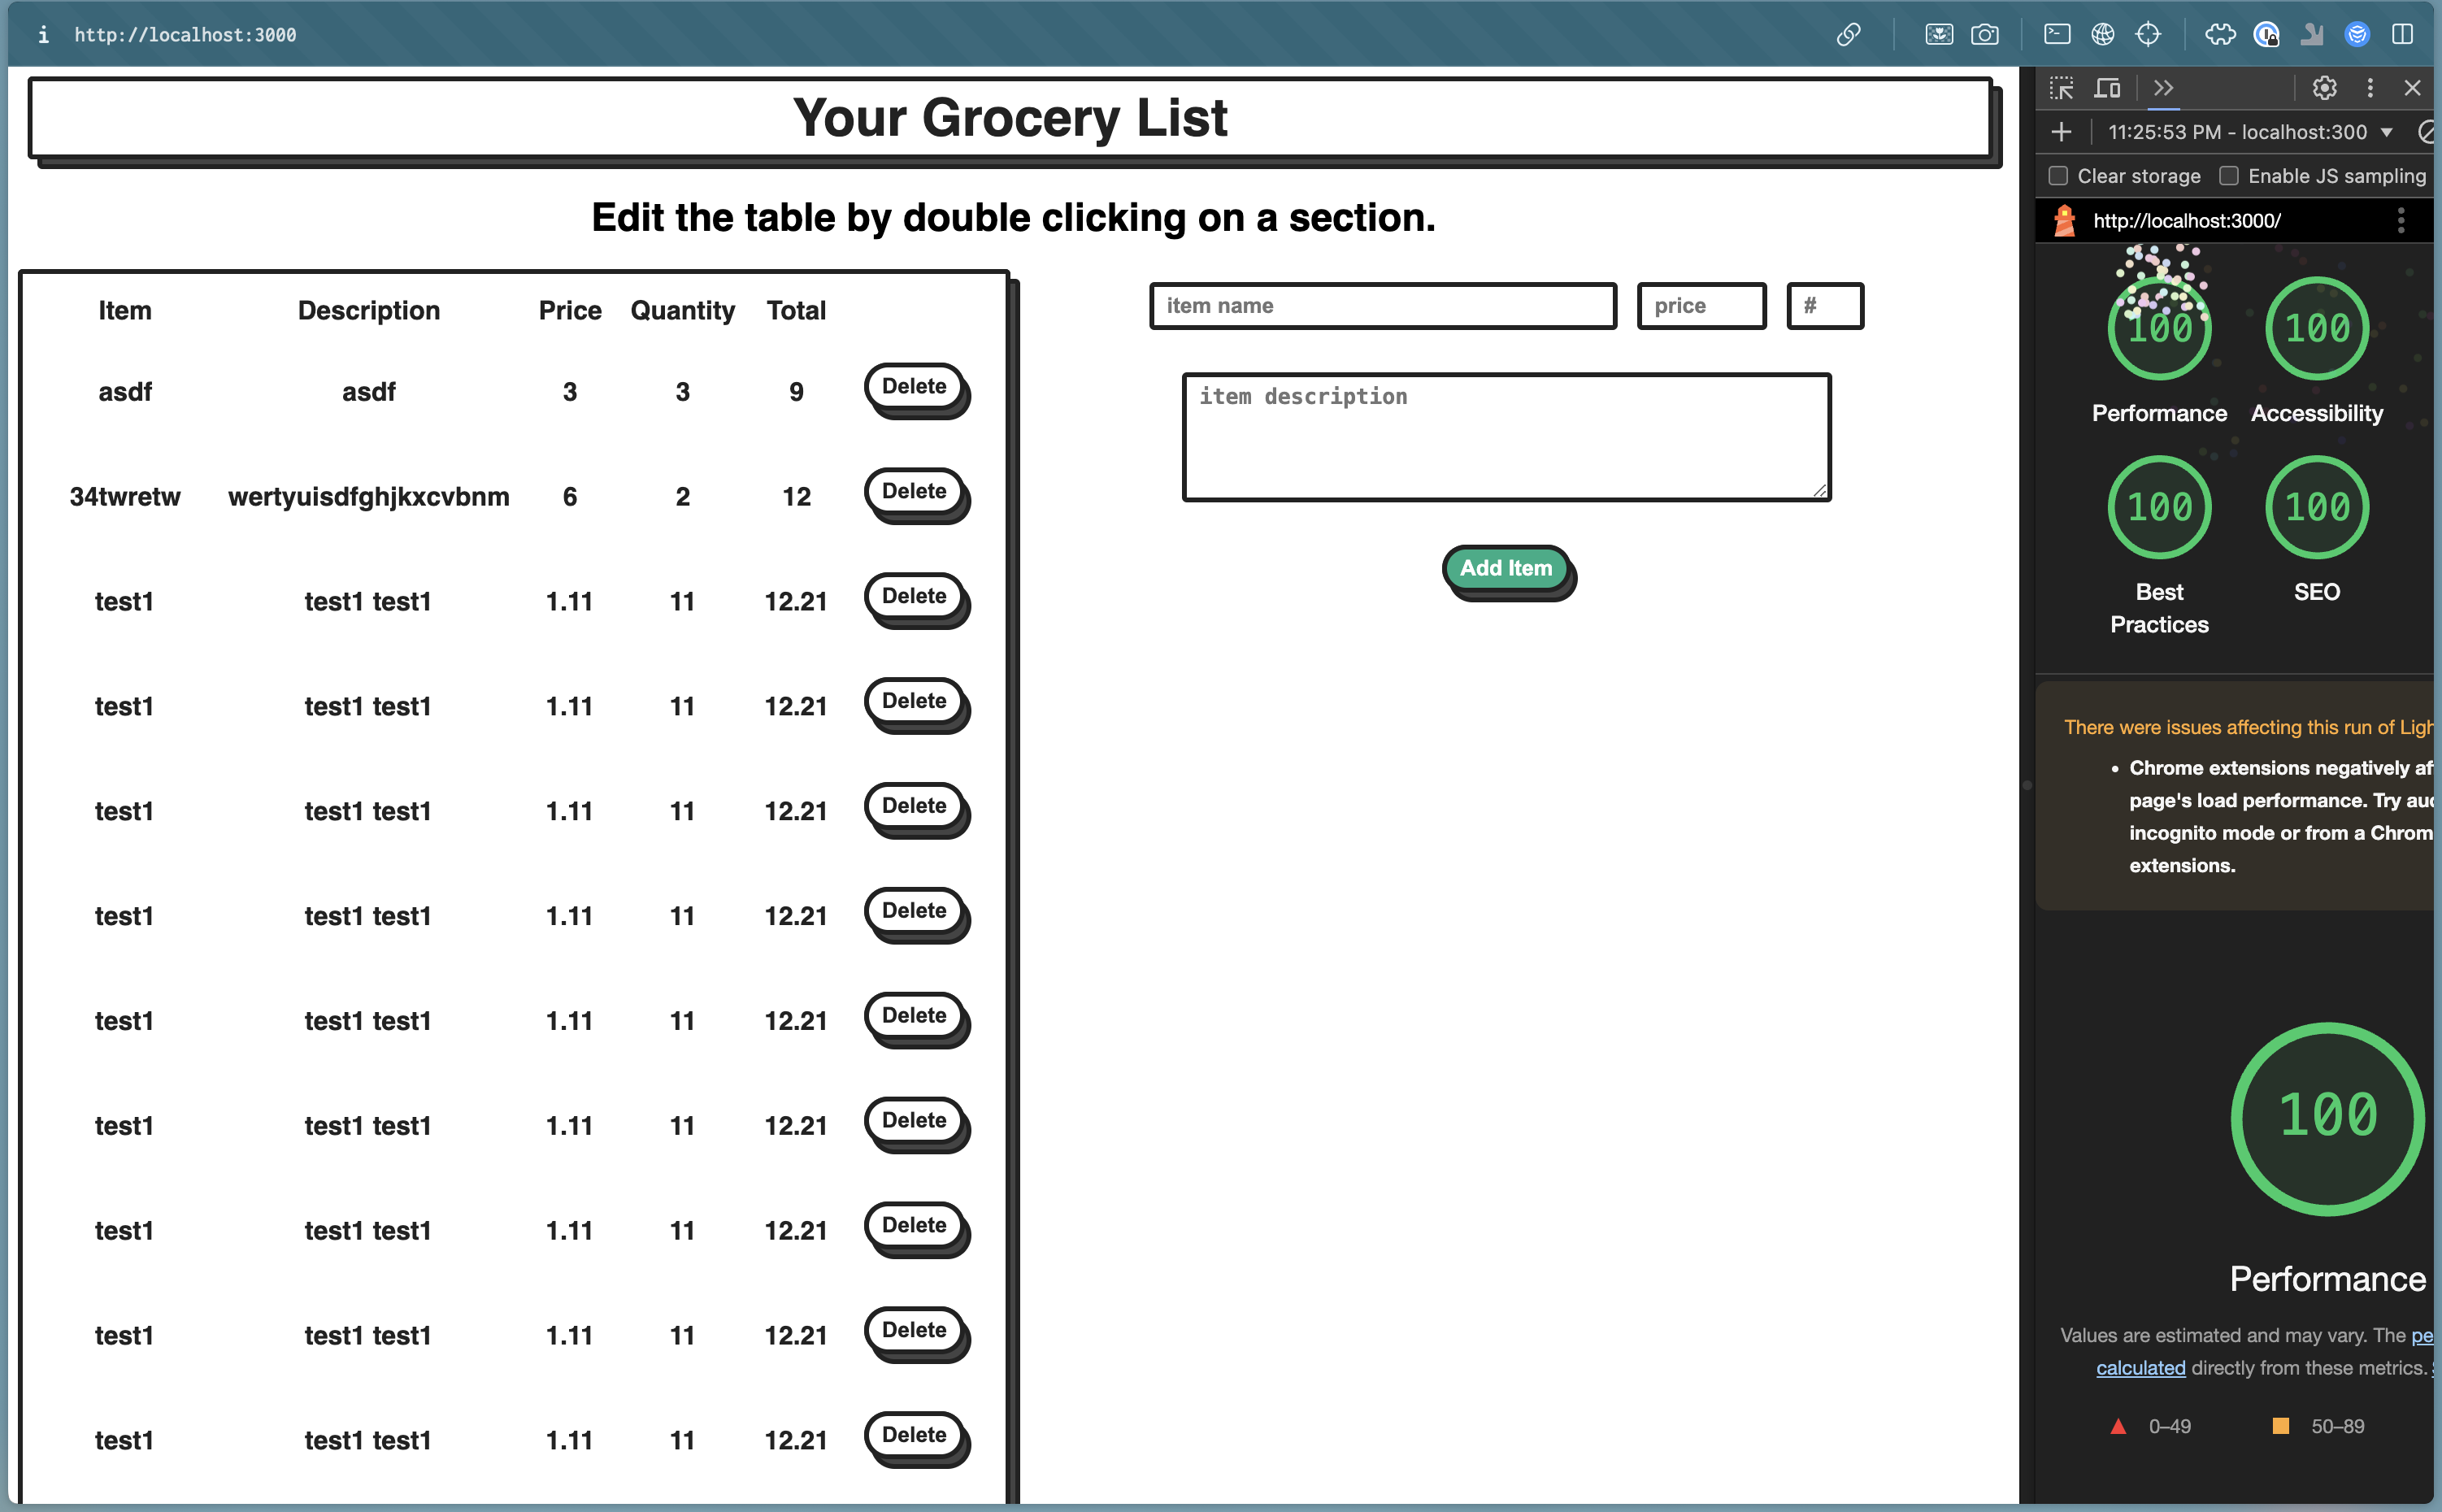 i http://localhost:3000
Your Grocery List
Edit the table by double clicking on a section.
Item Description Price Quantity Total
asdf asdf 3 3 9 Delete
34twretw wertyuisdfghjkxcvbnm 6 2 12 Delete
test1 test1 test1 1.11 11 12.21 Delete
test1 test1 test1 1.11 11 12.21 Delete
test1 test1 test1 1.11 11 12.21 Delete
test1 test1 test1 1.11 11 12.21 Delete
test1 test1 test1 1.11 11 12.21 Delete
test1 test1 test1 1.11 11 12.21 Delete
test1 test1 test1 1.11 11 12.21 Delete
test1 test1 test1 1.11 11 12.21 Delete
test1 test1 test1 1.11 11 12.21 Delete
item name price #
item description
Add Item
11:25:53 PM - localhost:300
Clear storage Enable JS sampling
http://localhost:3000/
100 100
Performance Accessibility
100 100
Best SEO
Practices
There were issues affecting this run of Ligh
• Chrome extensions negatively af
page's load performance. Try aud
incognito mode or from a Chrom
extensions.
100
Performance
Values are estimated and may vary. The pe
calculated directly from these metrics.
0–49 50–89